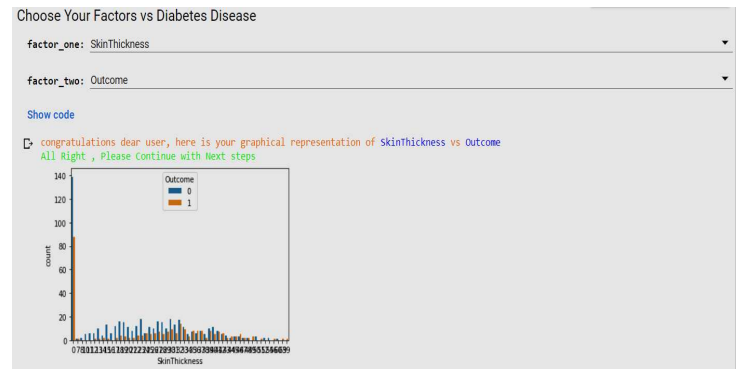 Choose Your Factors vs Diabetes Disease
factor_one: SkinThickness
factor_two: Outcome
Show code
congratulations dear user, here is your graphical representation of SkinThickness vs Outcome
All Right , Please Continue with Next steps
Outcome
0
1
140
120
100
80
60
40
20
0
count
SkinThickness